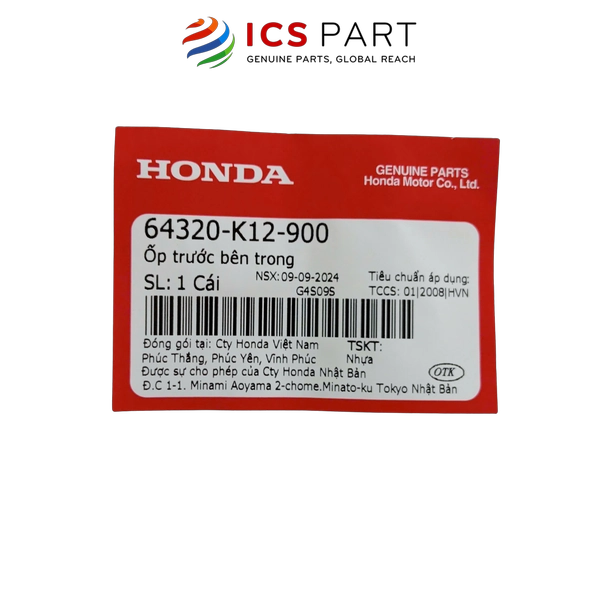 ICS PART
GENUINE PARTS, GLOBAL REACH
HONDA
GENUINE PARTS
Honda Motor Co., Ltd.
64320-K12-900
Ốp trước bên trong
SL: 1 Cái
NSX: 09-09-2024
G4S09S
Tiêu chuẩn áp dụng:
TCCS: 01|2008|HVN
Đóng gói tại: Cty Honda Việt Nam
Phúc Thắng, Phúc Yên, Vĩnh Phúc
TSKT:
Nhựa
Được sự cho phép của Cty Honda Nhật Bản
Đ.C 1-1. Minami Aoyama 2-chome.Minato-ku Tokyo Nhật Bản
OTK